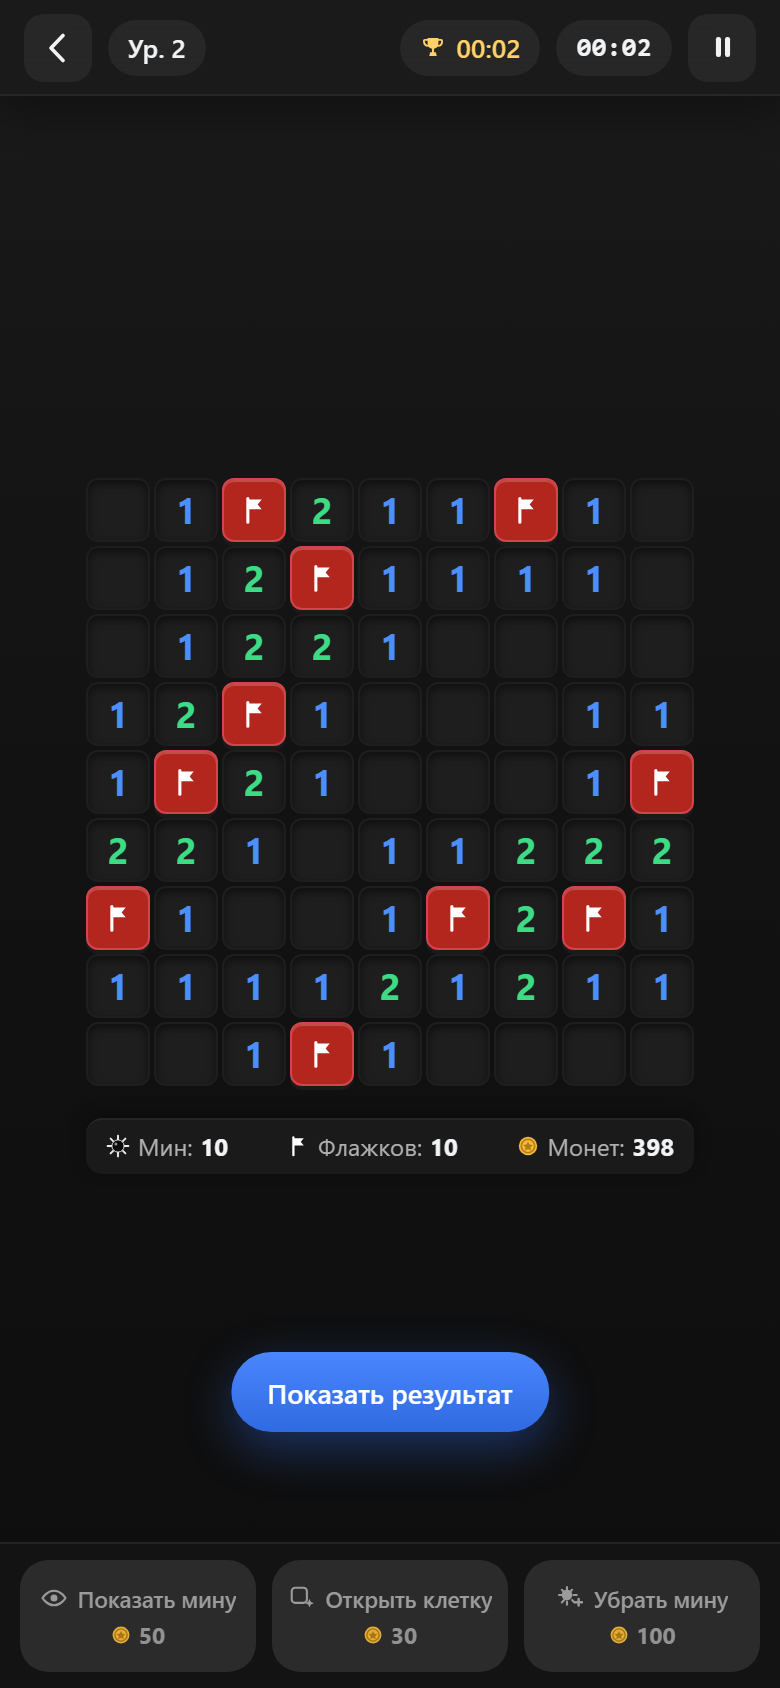 Ур. 2 00:02 00:02
1 2 1 1 1
1 2 1 1 1 1
1 2 2 1
1 2 1 1 1
1 2 1 1
2 2 1 1 1 2 2 2
1 1 2 1
1 1 1 1 2 1 2 1 1
1 1
Мин: 10 Флажков: 10 Монет: 398
Показать результат
Показать мину Открыть клетку Убрать мину
50 30 100